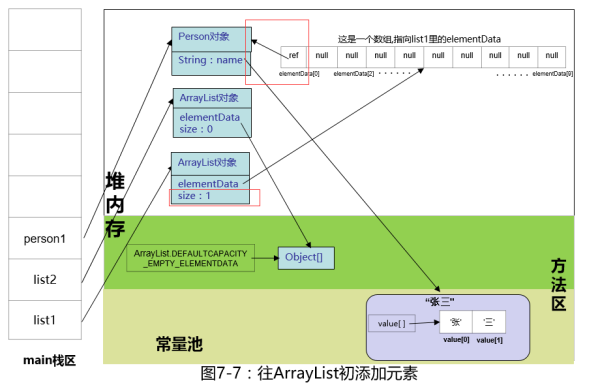 Person对象
String：name
这是一个数组,指向list1里的elementData
ref null null null null null null null null null
elementData[0] elementData[2] · · · · · · · · · · · · elementData[9]
ArrayList对象
elementData
size：0
ArrayList对象
elementData
size：1
堆内存
person1
list2
list1
main栈区
ArrayList.DEFAULTCAPACITY
_EMPTY_ELEMENTDATA
Object[]
方法区
常量池
“张三”
value[ ]
'张' '三'
value[0] value[1]
图7-7：往ArrayList初添加元素